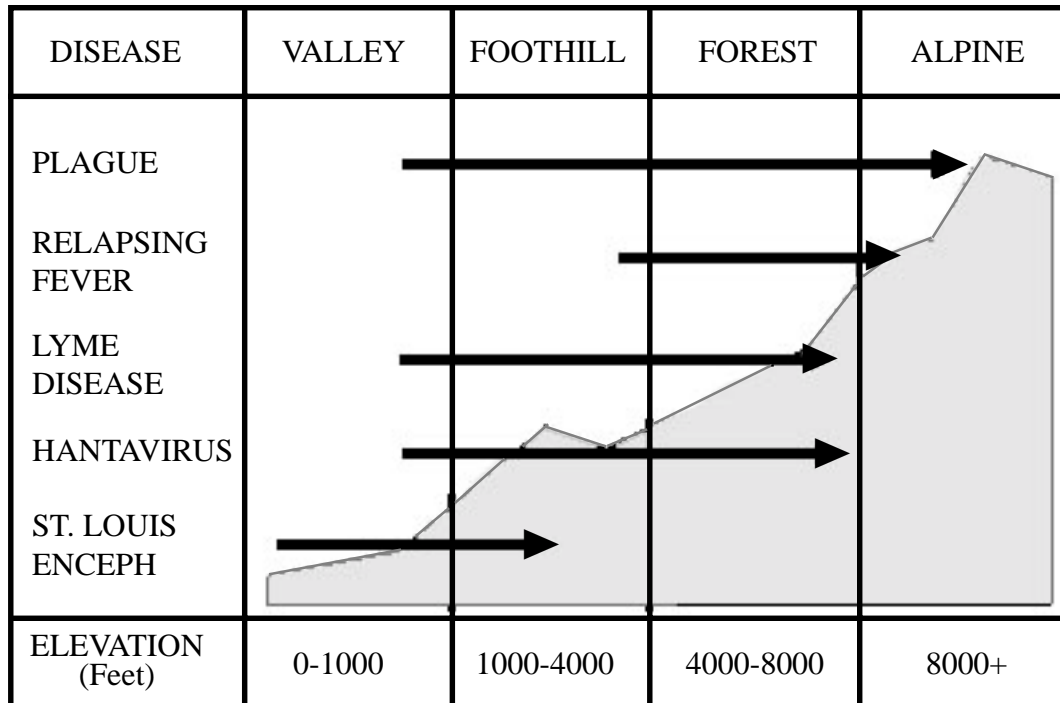 DISEASE VALLEY FOOTHILL FOREST ALPINE
PLAGUE
RELAPSING
FEVER
LYME
DISEASE
HANTAVIRUS
ST. LOUIS
ENCEPH
ELEVATION
(Feet)
0-1000 1000-4000 4000-8000 8000+